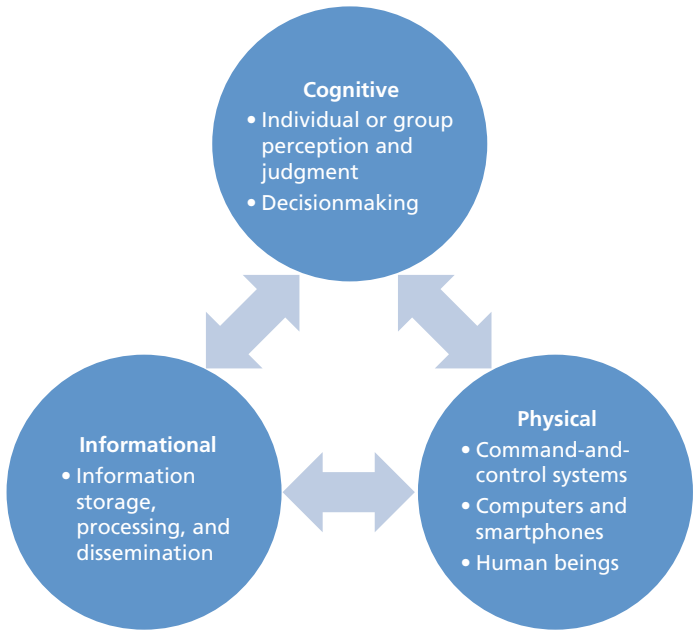 Cognitive
• Individual or group
perception and
judgment
• Decisionmaking
Informational
• Information
storage,
processing, and
dissemination
Physical
• Command-and-
control systems
• Computers and
smartphones
• Human beings